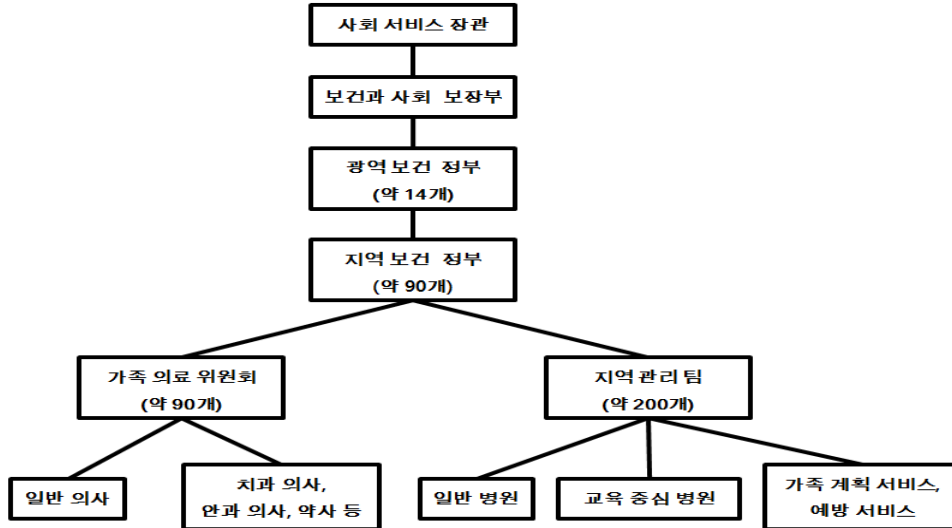 사회 서비스 장관
보건과 사회 보장부
광역 보건 정부
(약 14개)
지역 보건 정부
(약 90개)
가족 의료 위원회
(약 90개)
지역 관리 팀
(약 200개)
일반 의사
치과 의사,
안과 의사, 약사 등
일반 병원
교육 중심 병원
가족 계획 서비스,
예방 서비스